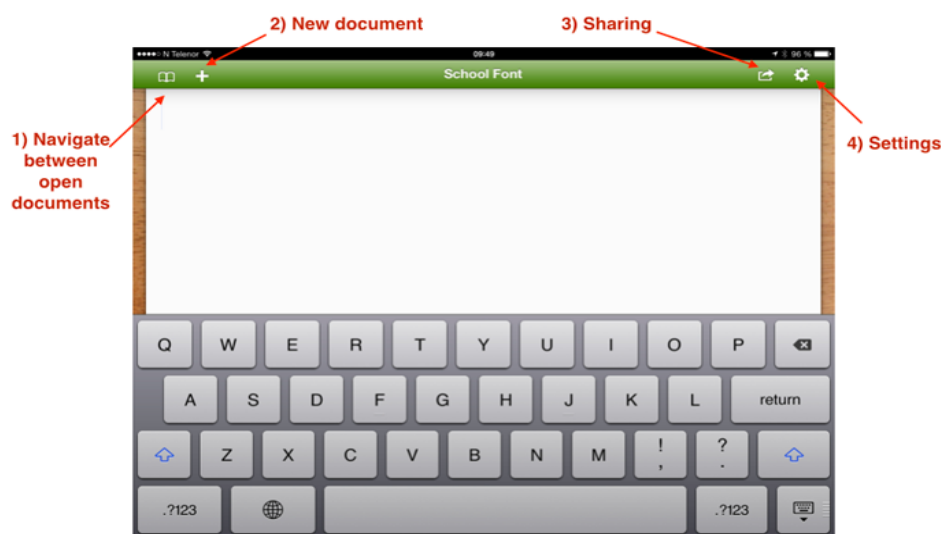 2) New document
3) Sharing
N Telenor 09:49 96 %
School Font
1) Navigate
between
open
documents
4) Settings
Q W E R T Y U I O P
A S D F G H J K L return
Z X C V B N M ! , ? .
.?123 .?123